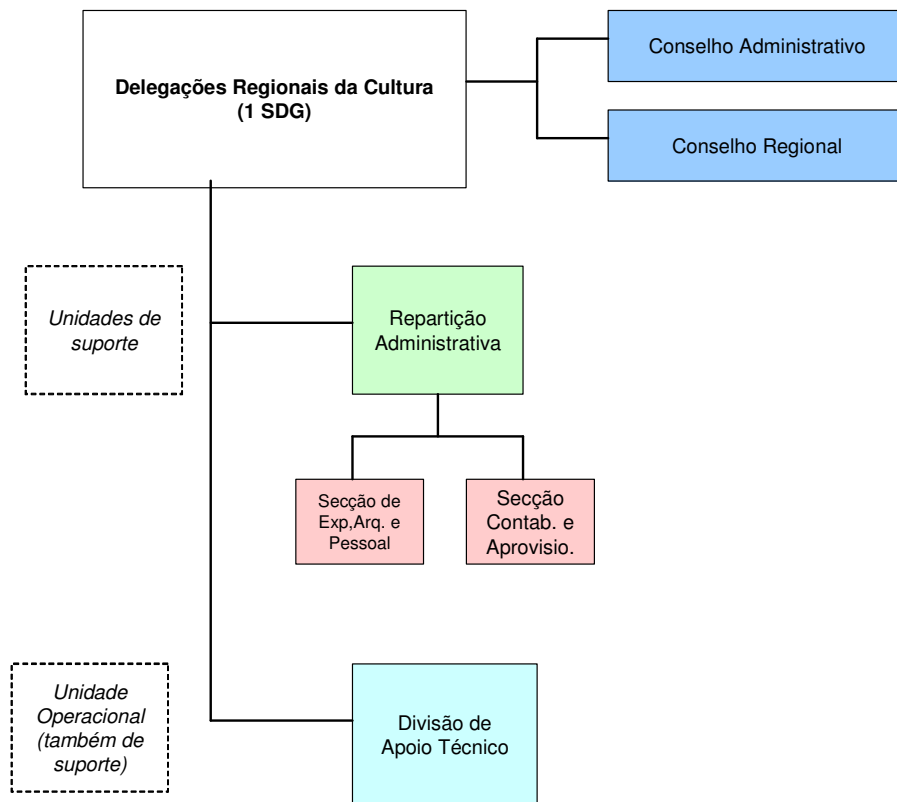 Delegações Regionais da Cultura
(1 SDG)
Conselho Administrativo
Conselho Regional
Unidades de
suporte
Repartição
Administrativa
Secção de
Exp,Arq. e
Pessoal
Secção
Contab. e
Aprovisio.
Unidade
Operacional
(também de
suporte)
Divisão de
Apoio Técnico